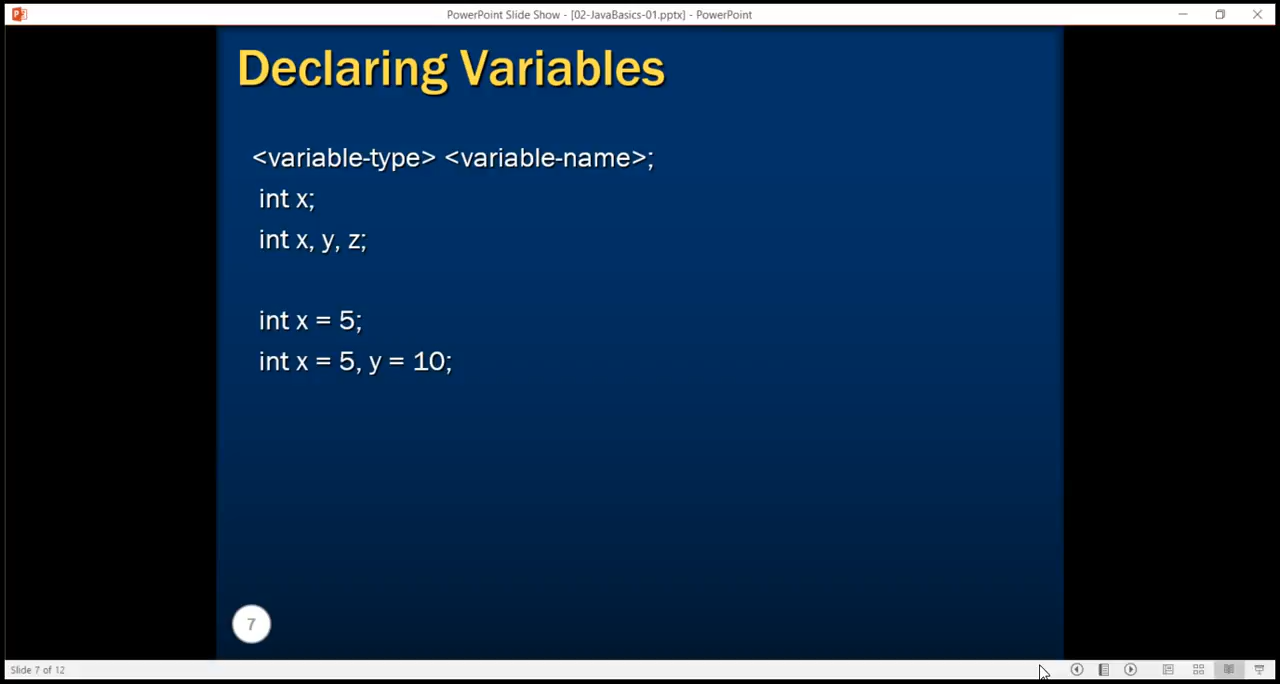 PowerPoint Slide Show - [02-JavaBasics-01.pptx] - PowerPoint
Declaring Variables
<variable-type> <variable-name>;
int x;
int x, y, z;
int x = 5;
int x = 5, y = 10;
7
Slide 7 of 12